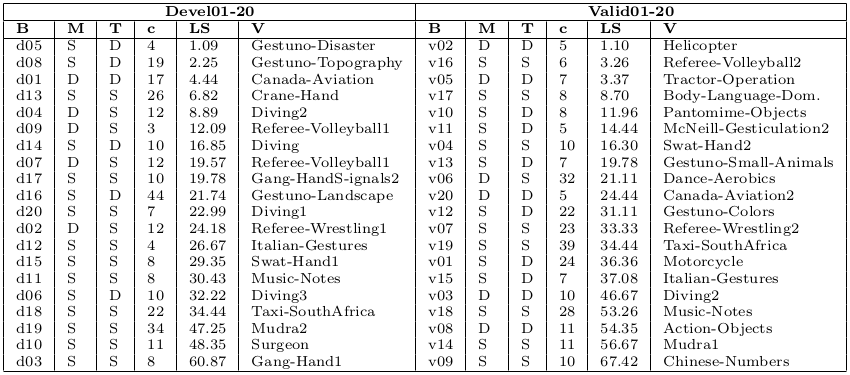 Devel01-20 Valid01-20
B M T c LS V B M T c LS V
d05 S D 4 1.09 Gestuno-Disaster v02 D D 5 1.10 Helicopter
d08 S D 19 2.25 Gestuno-Topography v16 S S 6 3.26 Referee-Volleyball2
d01 D D 17 4.44 Canada-Aviation v05 D D 7 3.37 Tractor-Operation
d13 S S 26 6.82 Crane-Hand v17 S S 8 8.70 Body-Language-Dom.
d04 D S 12 8.89 Diving2 v10 S D 8 11.96 Pantomime-Objects
d09 D S 3 12.09 Referee-Volleyball1 v11 S D 5 14.44 McNeill-Gesticulation2
d14 S D 10 16.85 Diving v04 S S 10 16.30 Swat-Hand2
d07 D S 12 19.57 Referee-Volleyball1 v13 S D 7 19.78 Gestuno-Small-Animals
d17 S S 10 19.78 Gang-HandS-ignals2 v06 D S 32 21.11 Dance-Aerobics
d16 S D 44 21.74 Gestuno-Landscape v20 D D 5 24.44 Canada-Aviation2
d20 S S 7 22.99 Diving1 v12 S D 22 31.11 Gestuno-Colors
d02 D S 12 24.18 Referee-Wrestling1 v07 S S 23 33.33 Referee-Wrestling2
d12 S S 4 26.67 Italian-Gestures v19 S S 39 34.44 Taxi-SouthAfrica
d15 S S 8 29.35 Swat-Hand1 v01 S D 24 36.36 Motorcycle
d11 S S 8 30.43 Music-Notes v15 S D 7 37.08 Italian-Gestures
d06 S D 10 32.22 Diving3 v03 D D 10 46.67 Diving2
d18 S S 22 34.44 Taxi-SouthAfrica v18 S S 28 53.26 Music-Notes
d19 S S 34 47.25 Mudra2 v08 D D 11 54.35 Action-Objects
d10 S S 11 48.35 Surgeon v14 S S 11 56.67 Mudra1
d03 S S 8 60.87 Gang-Hand1 v09 S S 10 67.42 Chinese-Numbers